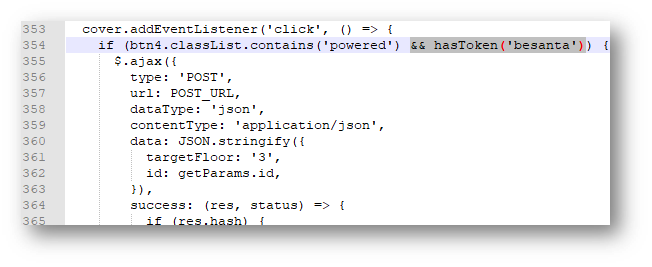 353 cover.addEventListener('click', () => {
354 if (btn4.classList.contains('powered') && hasToken('besanta')) {
355 $.ajax({
356 type: 'POST',
357 url: POST_URL,
358 dataType: 'json',
359 contentType: 'application/json',
360 data: JSON.stringify({
361 targetFloor: '3',
362 id: getParams.id,
363 }),
364 success: (res, status) => {
365 if (res.hash) {